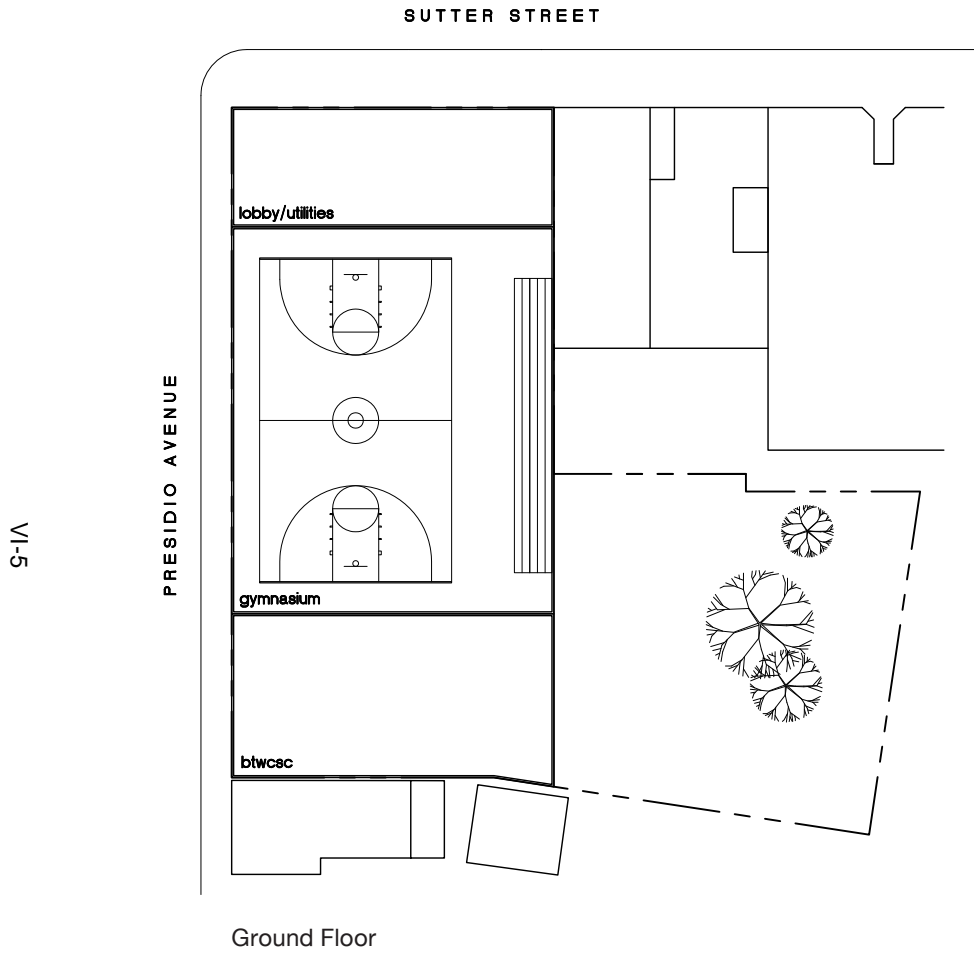 SUTTER STREET
lobby/utilities
PRESIDIO AVENUE
gymnasium
btwcsc
VI-5
Ground Floor